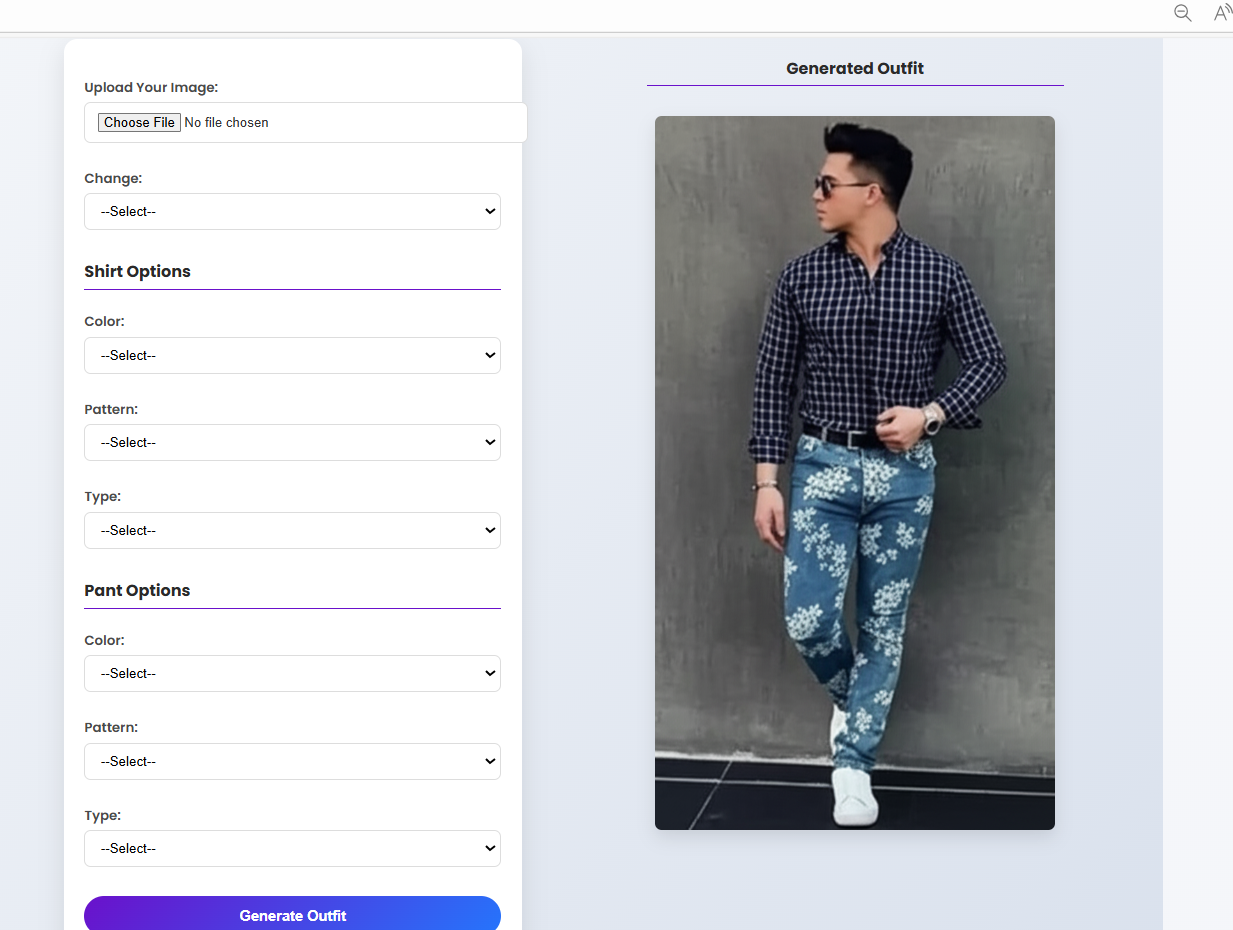 Upload Your Image:
Choose File No file chosen
Change:
--Select--
Shirt Options
Color:
--Select--
Pattern:
--Select--
Type:
--Select--
Pant Options
Color:
--Select--
Pattern:
--Select--
Type:
--Select--
Generate Outfit
Generated Outfit